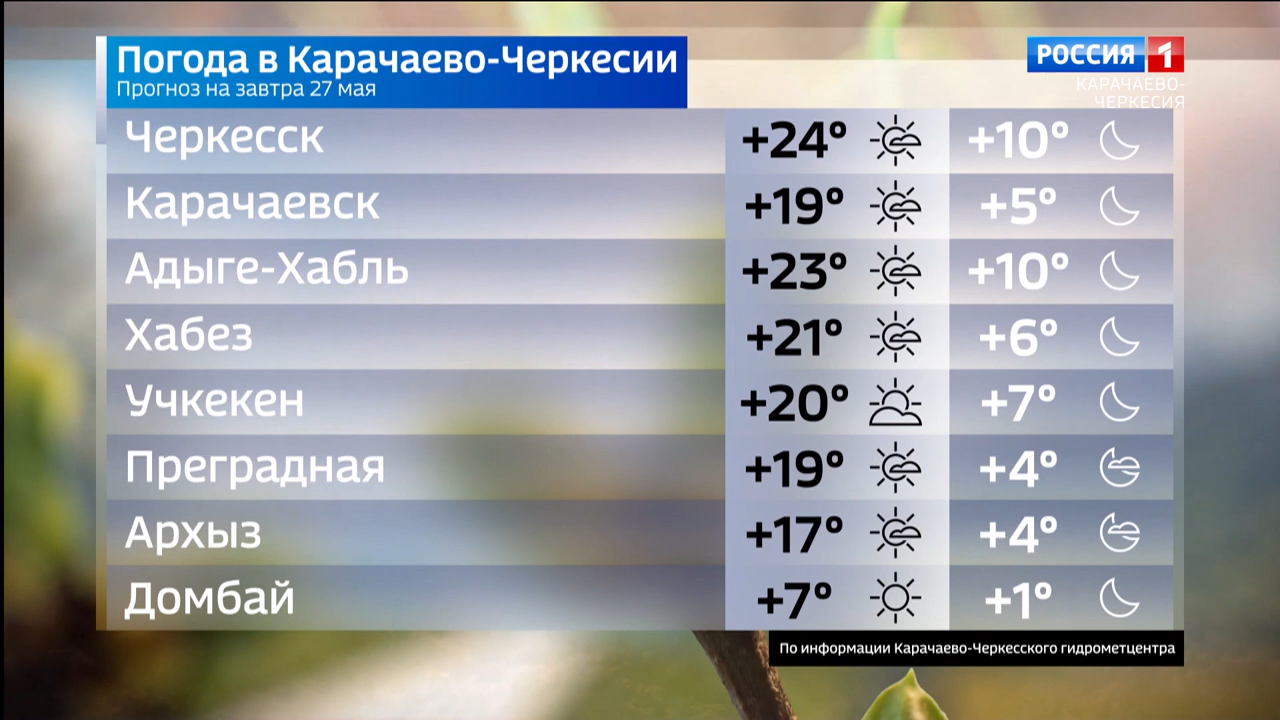 Погода в Карачаево-Черкесии
Прогноз на завтра 27 мая
РОССИЯ 1
КАРАЧАЕВО-
ЧЕРКЕСИЯ
Черкесск +24° +10°
Карачаевск +19° +5°
Адыге-Хабль +23° +10°
Хабез +21° +6°
Учкекен +20° +7°
Преградная +19° +4°
Архыз +17° +4°
Домбай +7° +1°
По информации Карачаево-Черкесского гидрометцентра